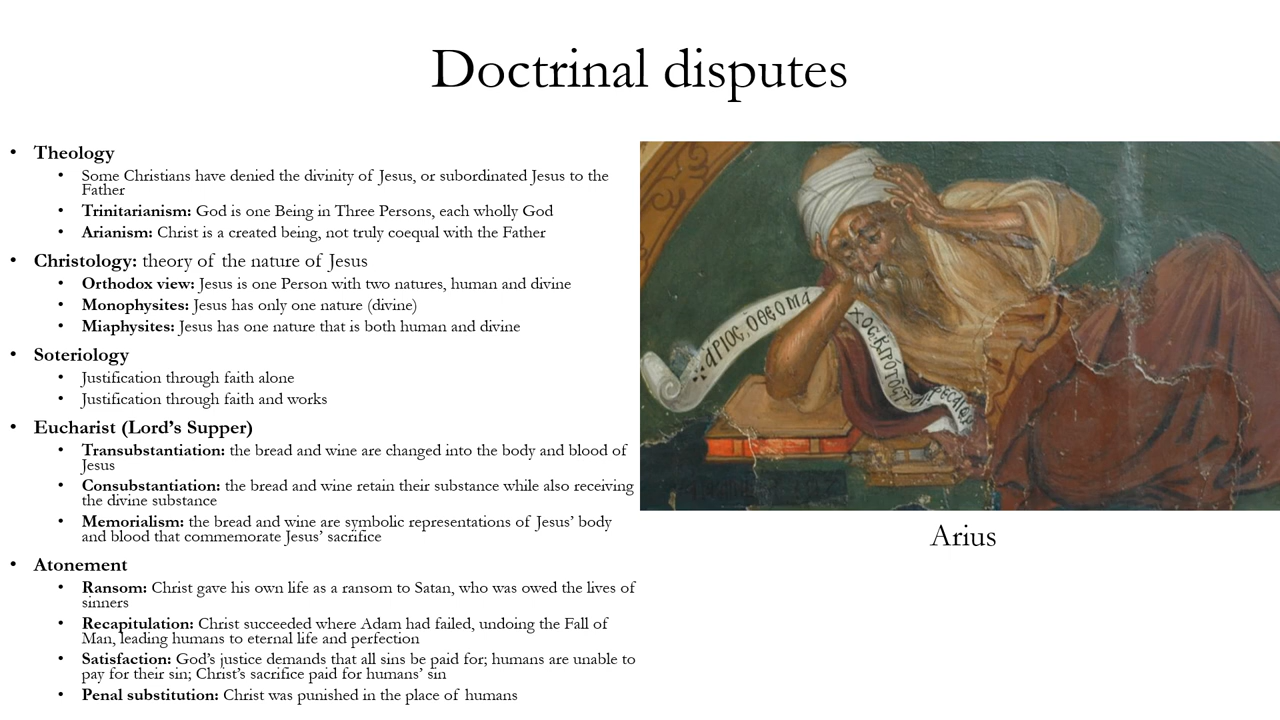 Doctrinal disputes
• Theology
• Some Christians have denied the divinity of Jesus, or subordinated Jesus to the
Father
• Trinitarianism: God is one Being in Three Persons, each wholly God
• Arianism: Christ is a created being, not truly coequal with the Father
• Christology: theory of the nature of Jesus
• Orthodox view: Jesus is one Person with two natures, human and divine
• Monophysites: Jesus has only one nature (divine)
• Miaphysites: Jesus has one nature that is both human and divine
• Soteriology
• Justification through faith alone
• Justification through faith and works
• Eucharist (Lord's Supper)
• Transubstantiation: the bread and wine are changed into the body and blood of
Jesus
• Consubstantiation: the bread and wine retain their substance while also receiving
the divine substance
• Memorialism: the bread and wine are symbolic representations of Jesus' body
and blood that commemorate Jesus' sacrifice
• Atonement
• Ransom: Christ gave his own life as a ransom to Satan, who was owed the lives of
sinners
• Recapitulation: Christ succeeded where Adam had failed, undoing the Fall of
Man, leading humans to eternal life and perfection
• Satisfaction: God's justice demands that all sins be paid for; humans are unable to
pay for their sin; Christ's sacrifice paid for humans' sin
• Penal substitution: Christ was punished in the place of humans
ἄΡΙΟC, Ὁ ΘΕΟΜά
ΧΟC,
Arius